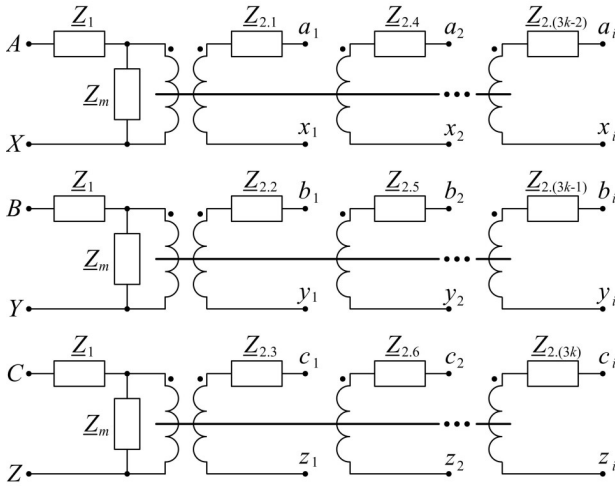 A Z1 Z2.1 a1 Z2.4 a2 Z2.(3k-2) ai
Zm
X x1 x2 xi
B Z1 Z2.2 b1 Z2.5 b2 Z2.(3k-1) bi
Zm
Y y1 y2 yi
C Z1 Z2.3 c1 Z2.6 c2 Z2.(3k) ci
Zm
Z z1 z2 zi